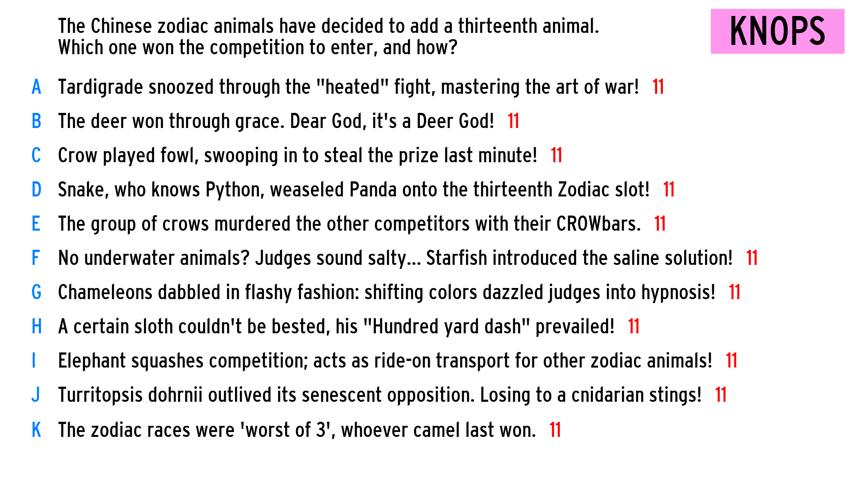 The Chinese zodiac animals have decided to add a thirteenth animal.
Which one won the competition to enter, and how?
KNOPS
A Tardigrade snoozed through the "heated" fight, mastering the art of war! 11
B The deer won through grace. Dear God, it's a Deer God! 11
C Crow played fowl, swooping in to steal the prize last minute! 11
D Snake, who knows Python, weaseled Panda onto the thirteenth Zodiac slot! 11
E The group of crows murdered the other competitors with their CROWbars. 11
F No underwater animals? Judges sound salty... Starfish introduced the saline solution! 11
G Chameleons dabbled in flashy fashion: shifting colors dazzled judges into hypnosis! 11
H A certain sloth couldn't be bested, his "Hundred yard dash" prevailed! 11
I Elephant squashes competition; acts as ride-on transport for other zodiac animals! 11
J Turritopsis dohrnii outlived its senescent opposition. Losing to a cnidarian stings! 11
K The zodiac races were 'worst of 3', whoever camel last won. 11